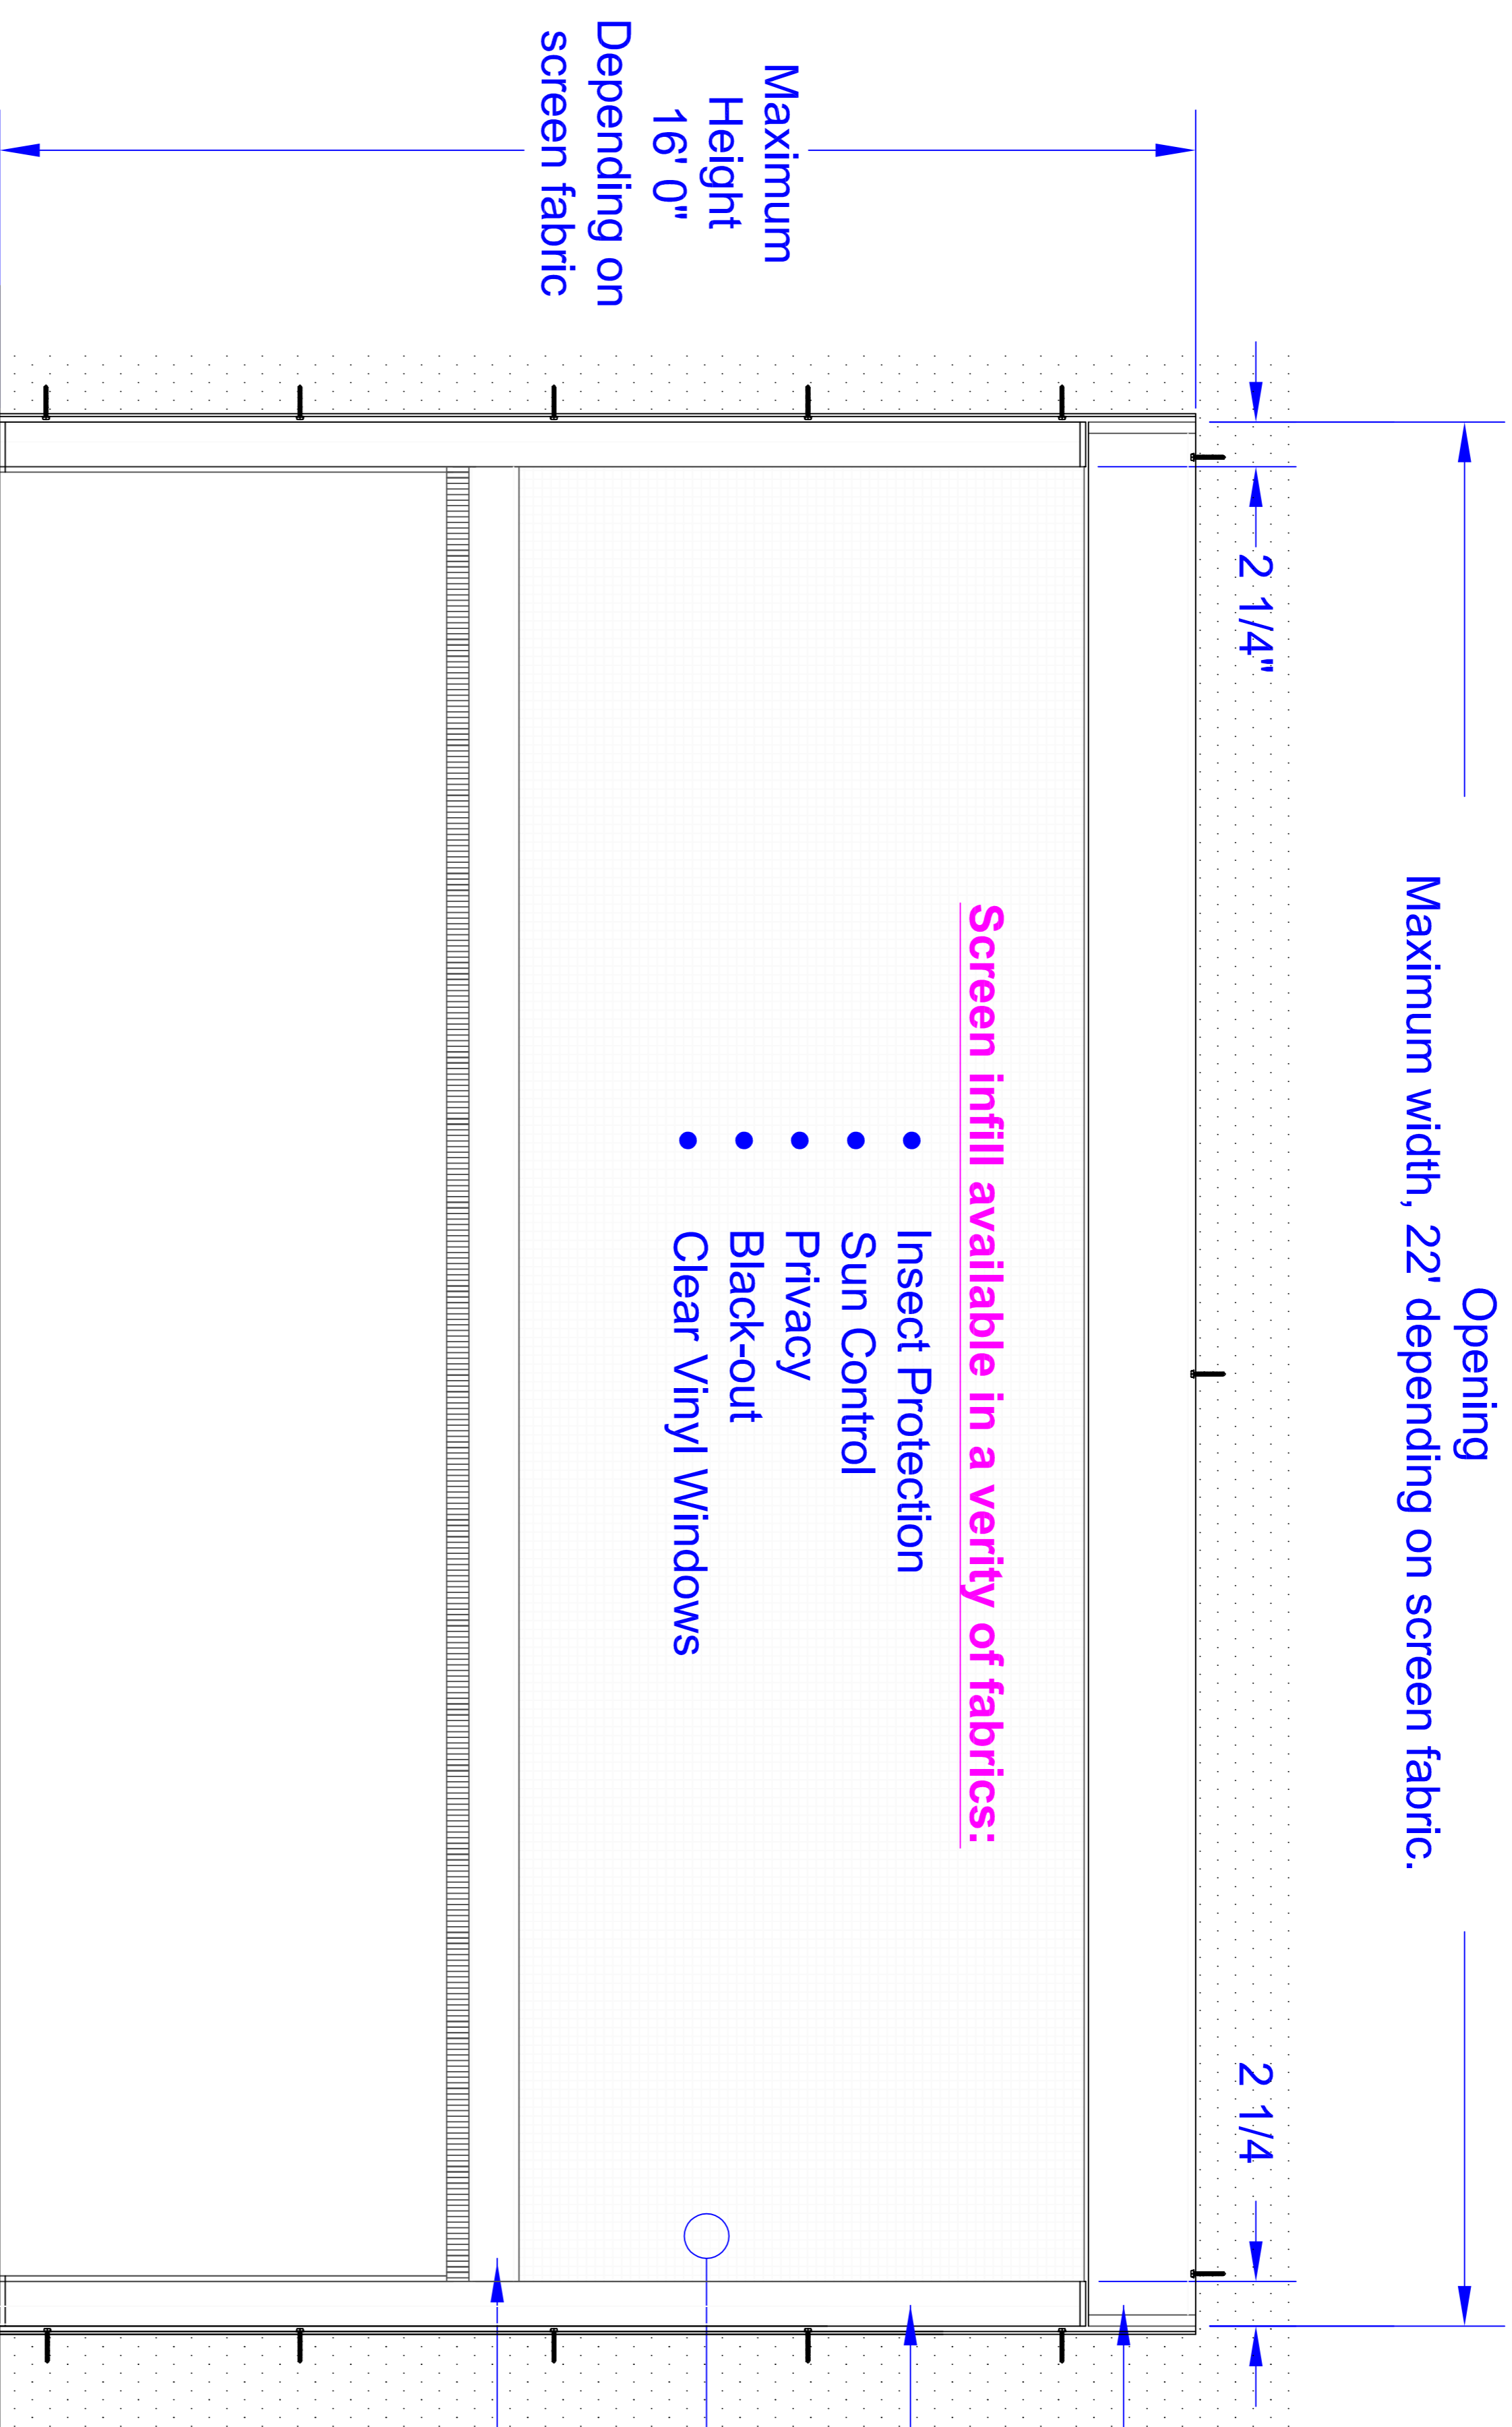 Opening
Maximum width, 22' depending on screen fabric.
2 1/4"
2 1/4
Maximum
Height
16' 0"
Depending on
screen fabric
Screen infill available in a verity of fabrics:
• Insect Protection
• Sun Control
• Privacy
• Black-out
• Clear Vinyl Windows